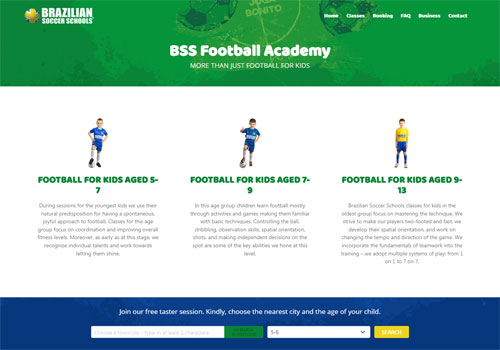 BRAZILIAN
SOCCER SCHOOLS
Home Classes Booking FAQ Business Contact
BONITO
BSS Football Academy
MORE THAN JUST FOOTBALL FOR KIDS
FOOTBALL FOR KIDS AGED 5-
7
During sessions for the youngest kids we use their
natural predisposition for having a spontaneous,
joyful approach to football. Classes for this age
group focus on coordination and improving overall
fitness levels. Moreover, as early as at this stage, we
recognise individual talents and work towards
letting them shine.
FOOTBALL FOR KIDS AGED 7-
9
In this age group children learn football mostly
through activities and games making them familiar
with basic techniques. Controlling the ball,
dribbling, observation skills, spatial orientation,
shots, and making independent decisions on the
spot are some of the key abilities we hone at this
level.
FOOTBALL FOR KIDS AGED 9-
13
Brazilian Soccer Schools classes for kids in the
oldest group focus on mastering the technique. We
strive to make our players two-footed and fast, we
develop their spatial orientation, and work on
changing the tempo and direction of the game. We
incorporate the fundamentals of teamwork into the
training – we adopt multiple systems of play: from 1
on 1 to 7 on 7.
Join our free taster session. Kindly, choose the nearest city and the age of your child.
Choose a town/city - type in at least 2 characters
5-6
SEARCH